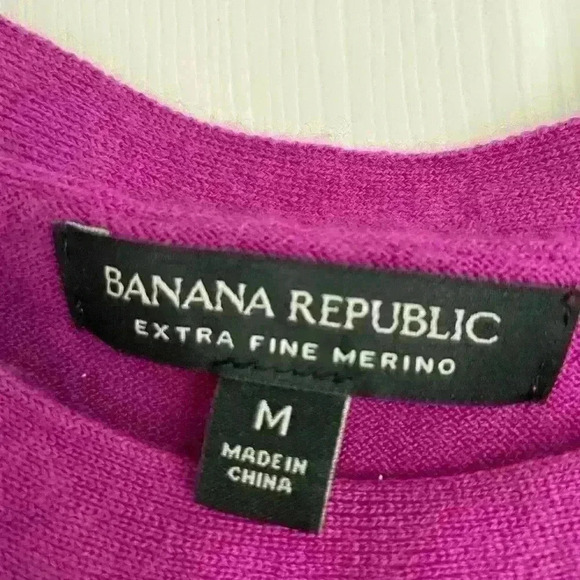 BANANA REPUBLIC
EXTRA FINE MERINO
M
MADE IN
CHINA